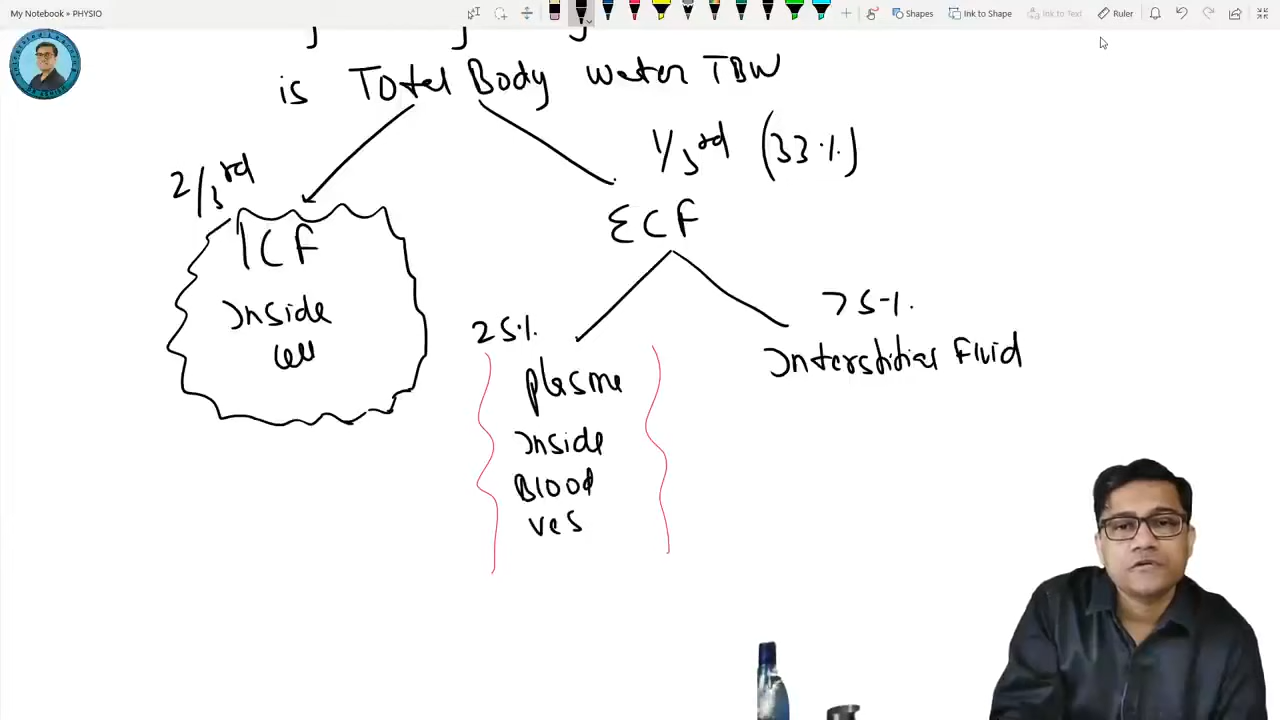 My Notebook » PHYSIO
Shapes
Ink to Shape
Ink to Text
Ruler
is Total Body water TBW
2/3rd
1/3rd (33%)
ICF
ECF
Inside
cell
25%
75%
plasma
Interstitial Fluid
Inside
Blood
ves